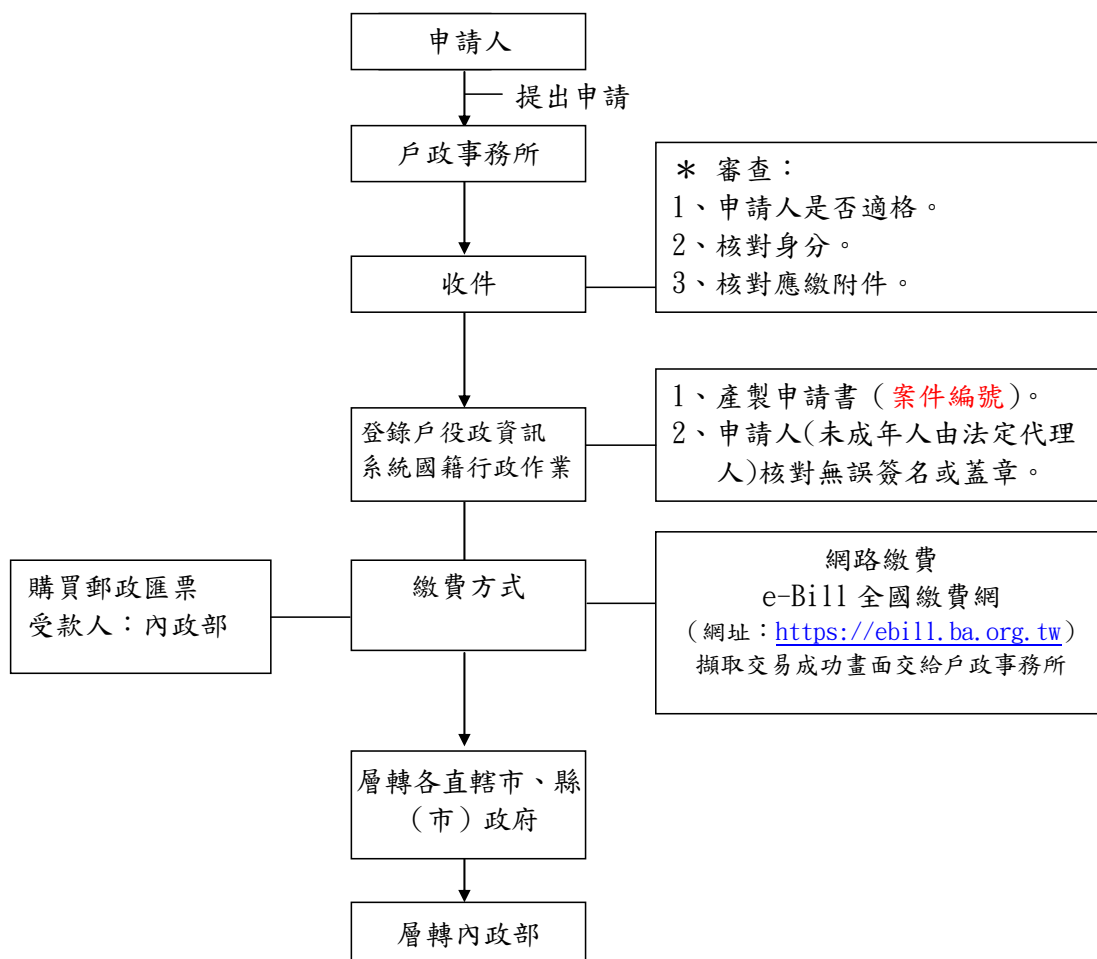 申請人
提出申請
戶政事務所
＊ 審查：
1、申請人是否適格。
2、核對身分。
3、核對應繳附件。
收件
1、產製申請書（案件編號）。
2、申請人(未成年人由法定代理
人)核對無誤簽名或蓋章。
登錄戶役政資訊
系統國籍行政作業
購買郵政匯票
受款人：內政部
繳費方式
網路繳費
e-Bill 全國繳費網
（網址：https://ebill.ba.org.tw）
擷取交易成功畫面交給戶政事務所
層轉各直轄市、縣
（市）政府
層轉內政部